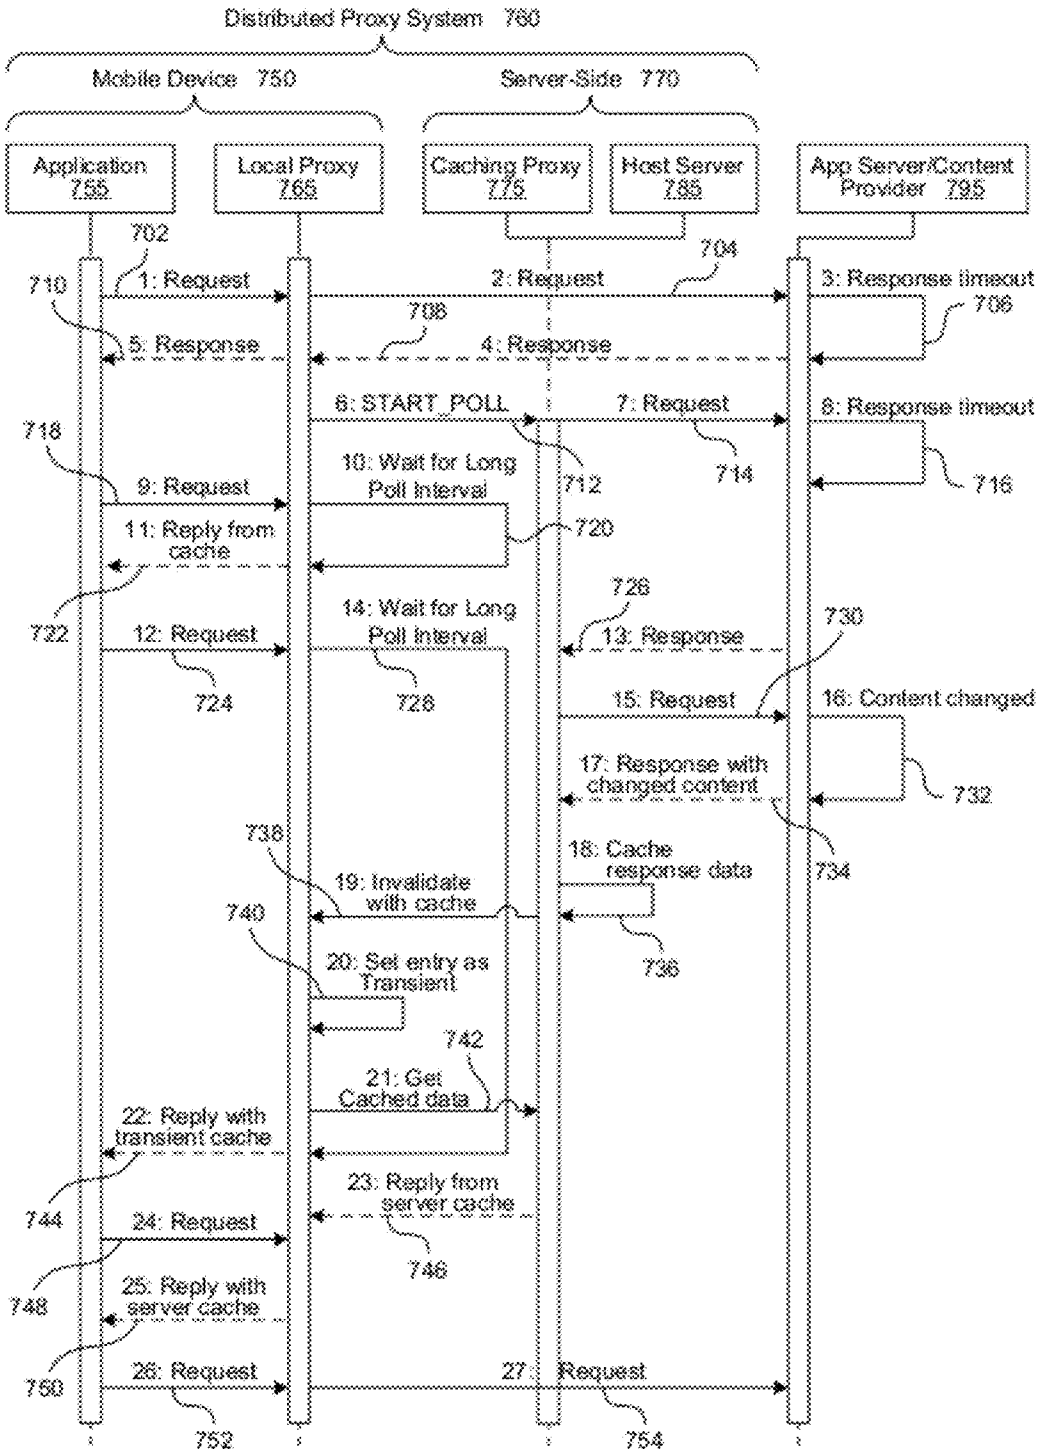 Distributed Proxy System 760
Mobile Device 750
Server-Side 770
Application
755
Local Proxy
765
Caching Proxy
775
Host Server
785
App Server/Content
Provider 795
702
704
1: Request
2: Request
3: Response timeout
710
706
708
5: Response
4: Response
6: START_POLL
7: Request
8: Response timeout
718
712
714
716
9: Request
10: Wait for Long
Poll Interval
720
11: Reply from
cache
722
726
730
12: Request
14: Wait for Long
Poll Interval
13: Response
724
728
15: Request
16: Content changed
17: Response with
changed content
732
738
734
18: Cache
response data
19: Invalidate
with cache
740
736
20: Set entry as
Transient
742
21: Get
Cached data
22: Reply with
transient cache
23: Reply from
server cache
744
24: Request
746
748
25: Reply with
server cache
750
26: Request
27: Request
752
754